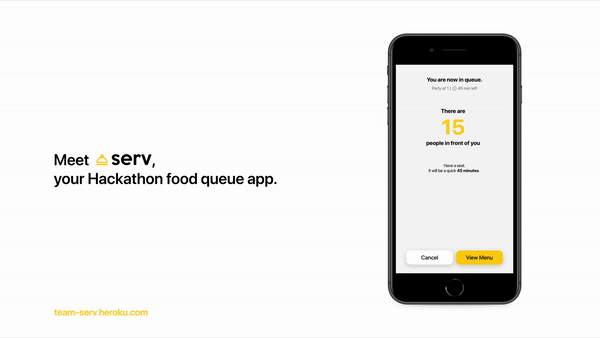 Meet serv,
your Hackathon food queue app.
team-serv.heroku.com
You are now in queue.
Party of 1 | 45 min left
There are
15
people in front of you
Have a seat.
It will be a quick 45 minutes.
Cancel
View Menu